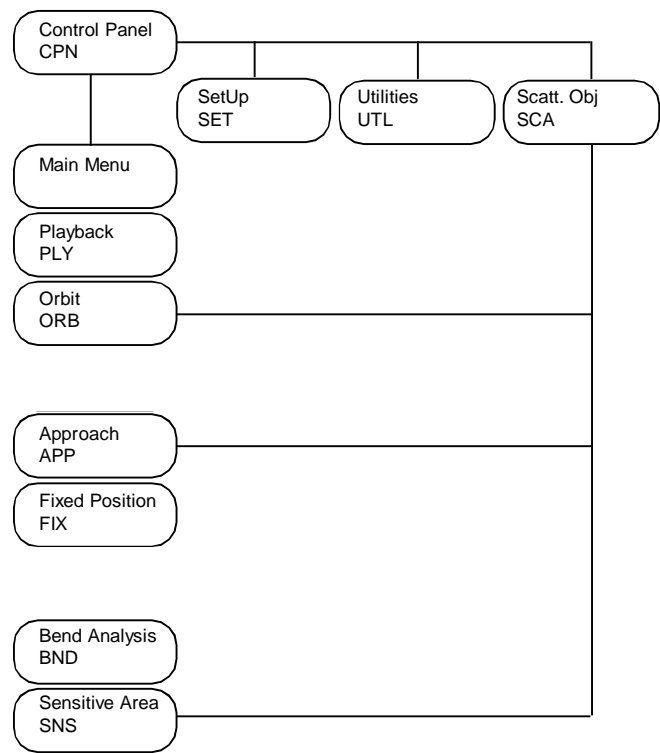 Control Panel
CPN
SetUp
SET
Utilities
UTL
Scatt. Obj
SCA
Main Menu
Playback
PLY
Orbit
ORB
Approach
APP
Fixed Position
FIX
Bend Analysis
BND
Sensitive Area
SNS